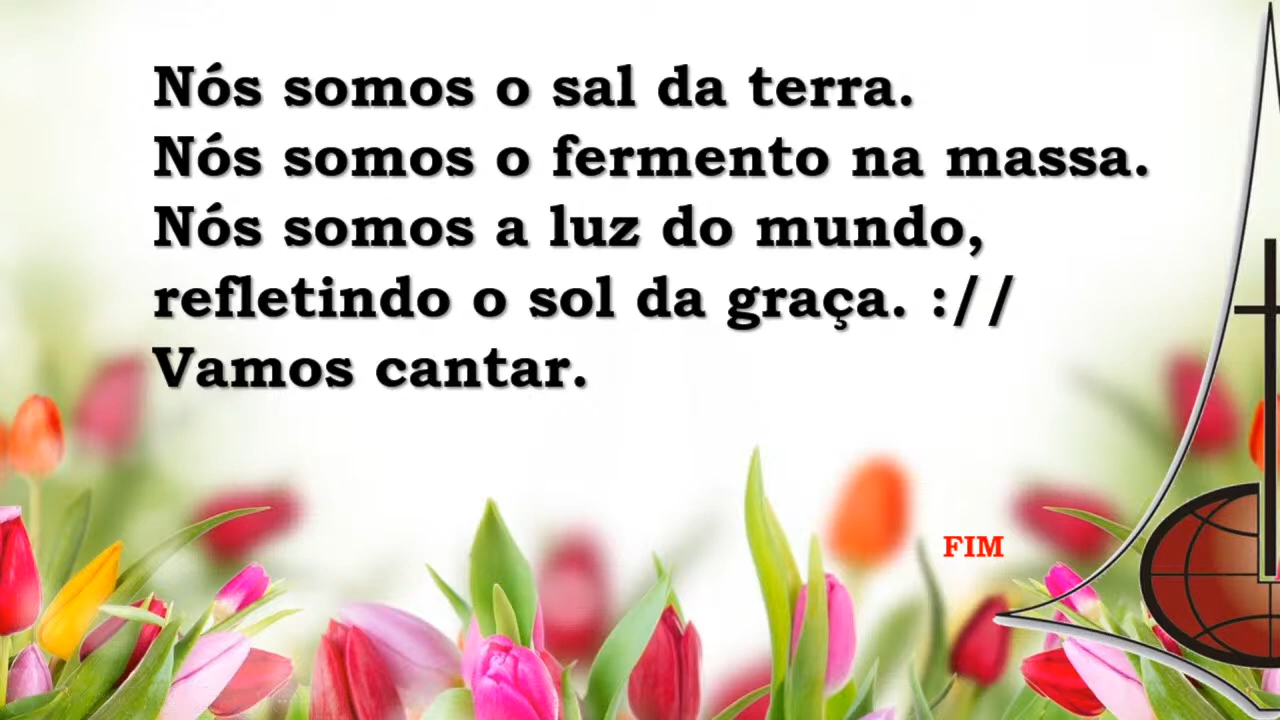 Nós somos o sal da terra.
Nós somos o fermento na massa.
Nós somos a luz do mundo,
refletindo o sol da graça. ://
Vamos cantar.
FIM